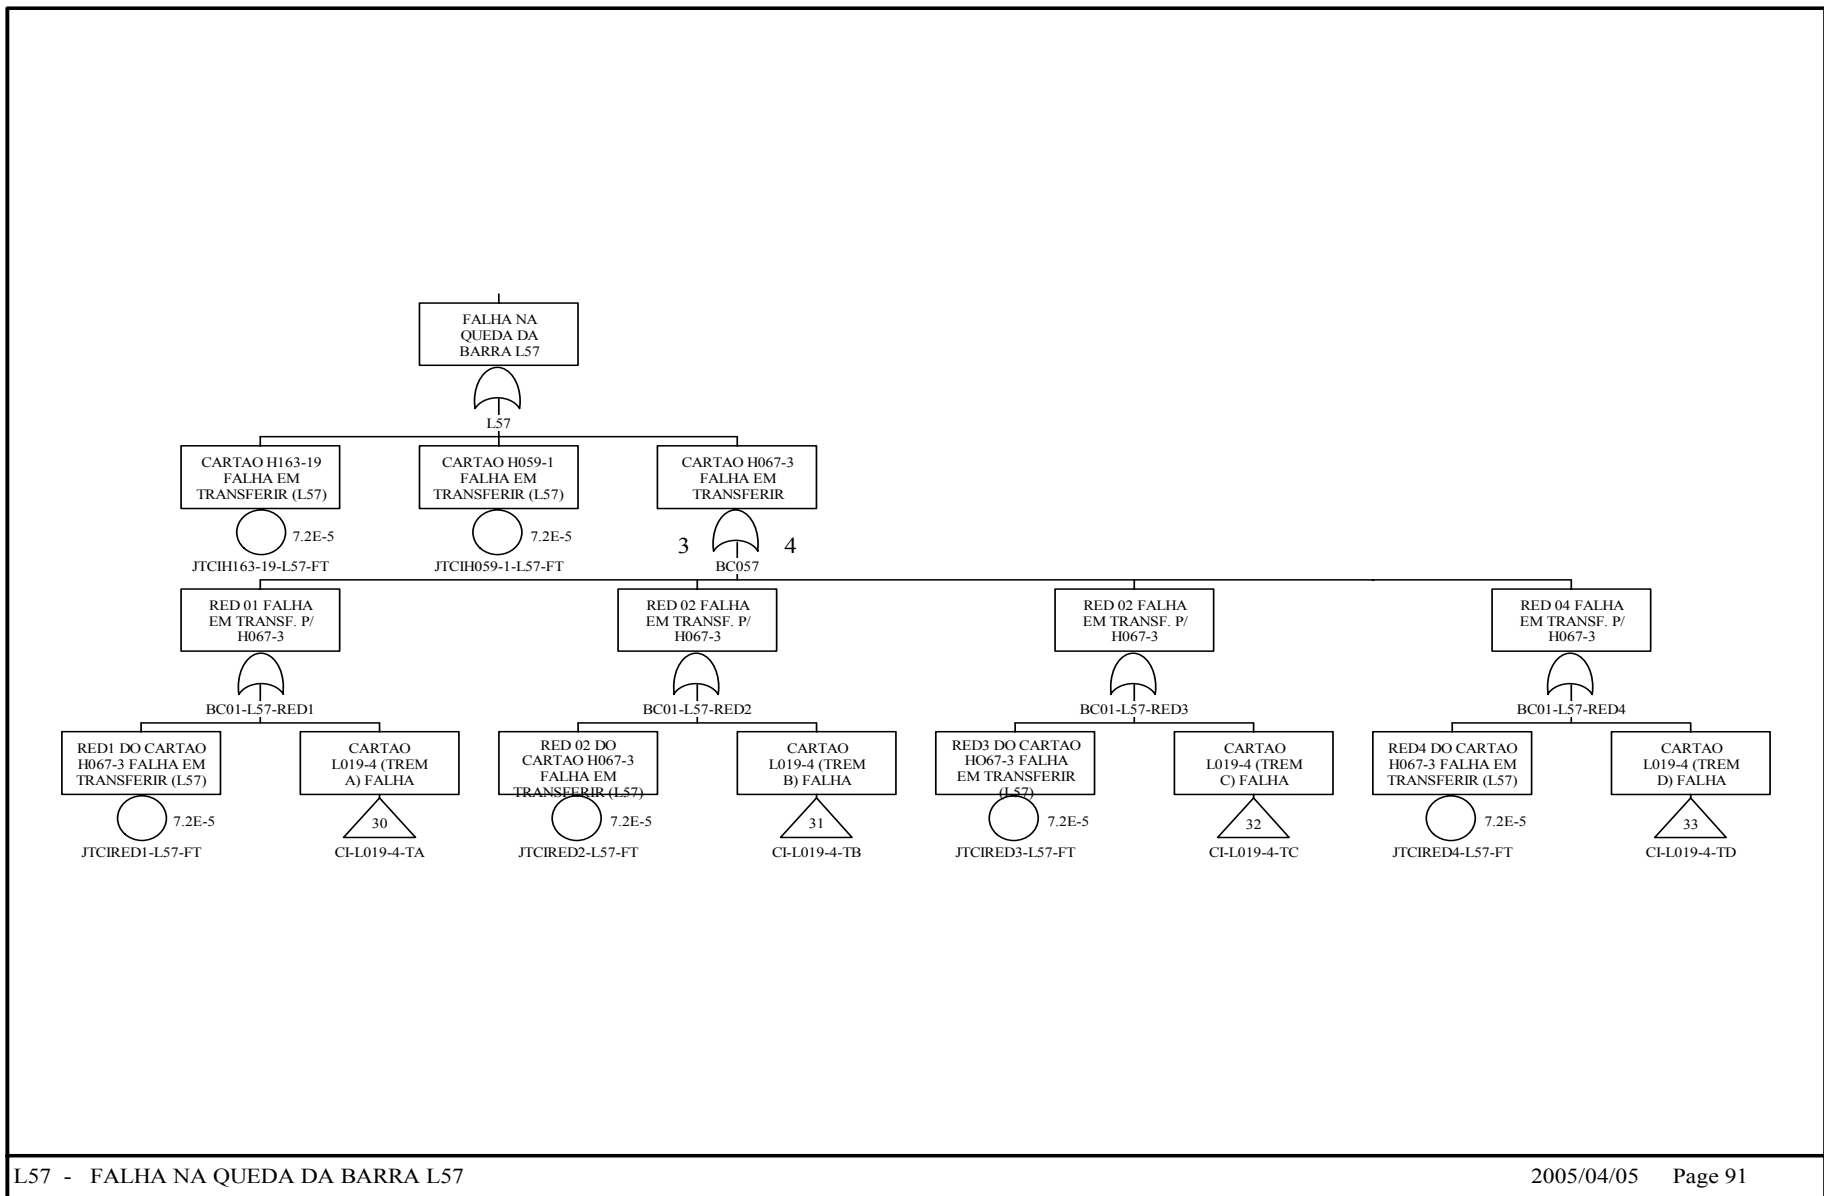 FALHA NA
QUEDA DA
BARRA L57
L57
CARTAO H163-19
FALHA EM
TRANSFERIR (L57)
7.2E-5
JTCIH163-19-L57-FT
CARTAO H059-1
FALHA EM
TRANSFERIR (L57)
7.2E-5
JTCIH059-1-L57-FT
CARTAO H067-3
FALHA EM
TRANSFERIR
3
4
BC057
RED 01 FALHA
EM TRANSF. P/
H067-3
BC01-L57-RED1
RED 02 FALHA
EM TRANSF. P/
H067-3
BC01-L57-RED2
RED 02 FALHA
EM TRANSF. P/
H067-3
BC01-L57-RED3
RED 04 FALHA
EM TRANSF. P/
H067-3
BC01-L57-RED4
RED1 DO CARTAO
H067-3 FALHA EM
TRANSFERIR (L57)
7.2E-5
JTCIRED1-L57-FT
CARTAO
L019-4 (TREM
A) FALHA
30
CI-L019-4-TA
RED 02 DO
CARTAO H067-3
FALHA EM
TRANSFERIR (L57)
7.2E-5
JTCIRED2-L57-FT
CARTAO
L019-4 (TREM
B) FALHA
31
CI-L019-4-TB
RED3 DO CARTAO
HO67-3 FALHA
EM TRANSFERIR
(L57)
7.2E-5
JTCIRED3-L57-FT
CARTAO
L019-4 (TREM
C) FALHA
32
CI-L019-4-TC
RED4 DO CARTAO
H067-3 FALHA EM
TRANSFERIR (L57)
7.2E-5
JTCIRED4-L57-FT
CARTAO
L019-4 (TREM
D) FALHA
33
CI-L019-4-TD
L57 - FALHA NA QUEDA DA BARRA L57
2005/04/05 Page 91